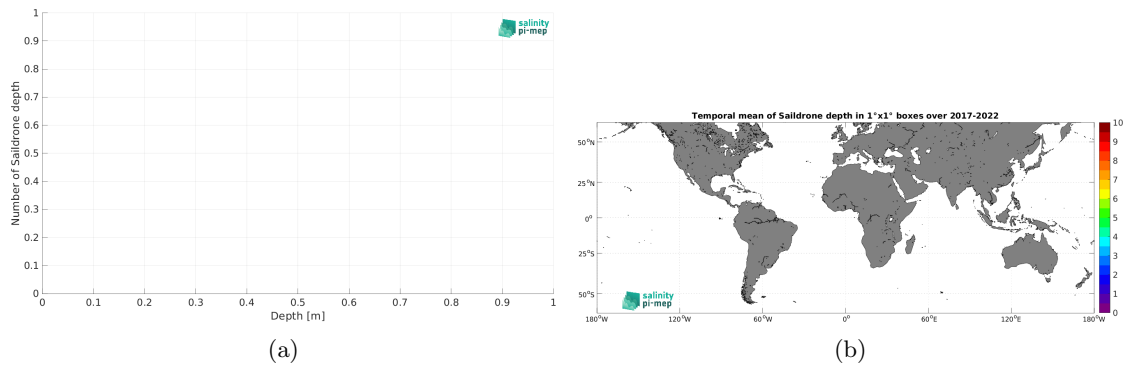 1
0.9
0.8
0.7
0.6
0.5
0.4
0.3
0.2
0.1
0
Number of Saildrone depth
0 0.1 0.2 0.3 0.4 0.5 0.6 0.7 0.8 0.9 1
Depth [m]
salinity
pi-mep
(a)
Temporal mean of Saildrone depth in 1°x1° boxes over 2017-2022
50°N
25°N
0°
25°S
50°S
180°W 120°W 60°W 0° 60°E 120°E 180°W
salinity
pi-mep
10
9
8
7
6
5
4
3
2
1
0
(b)